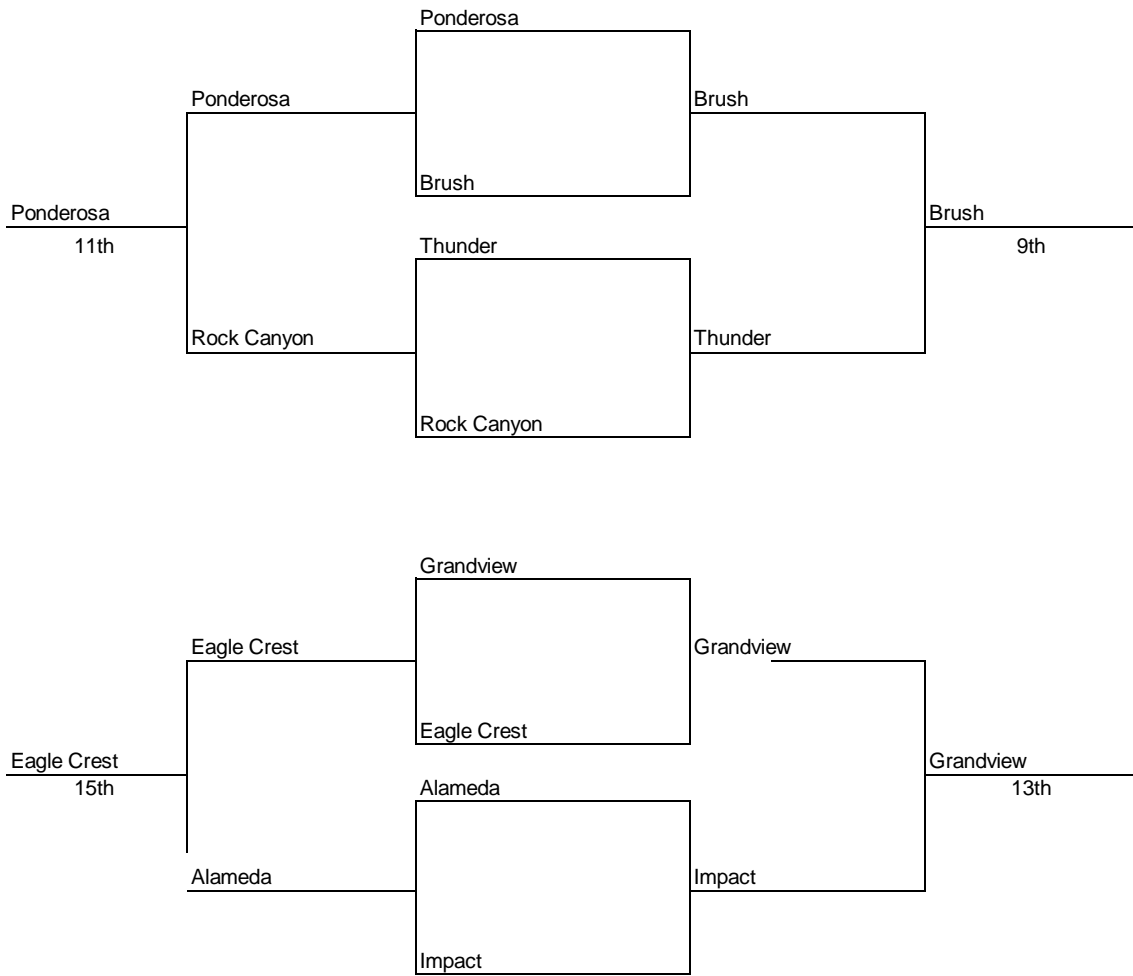 Ponderosa
Ponderosa
Brush
Brush
Ponderosa
Brush
11th
Thunder
9th
Rock Canyon
Thunder
Rock Canyon
Grandview
Eagle Crest
Grandview
Eagle Crest
Eagle Crest
Grandview
15th
Alameda
13th
Alameda
Impact
Impact